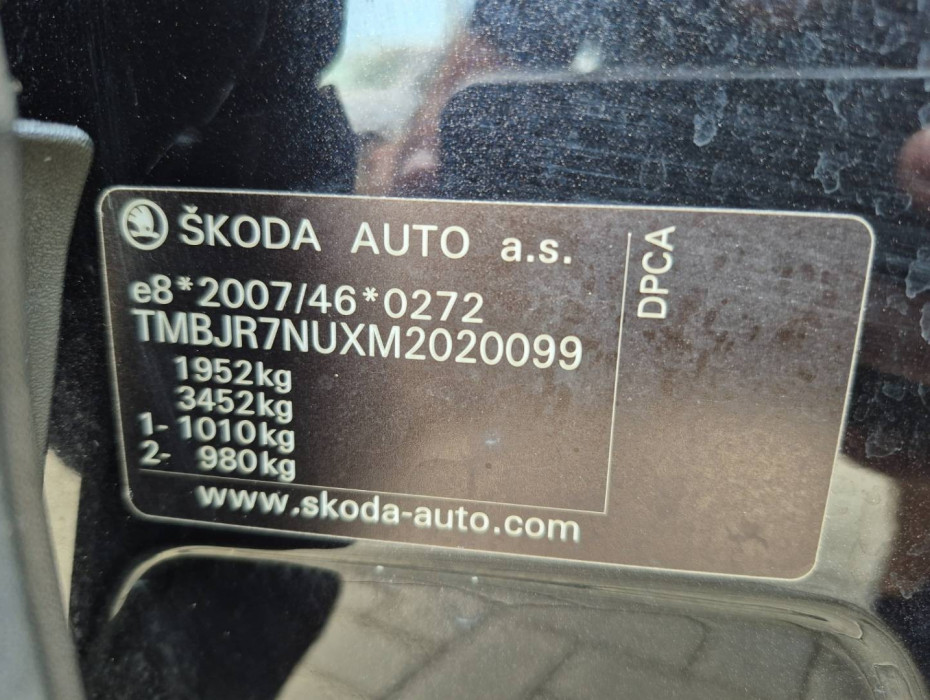 ŠKODA AUTO a.s.
e8*2007/46*0272
TMBJR7NUXM2020099
1952kg
3452kg
1- 1010kg
2- 980kg
www.skoda-auto.com
DPCA